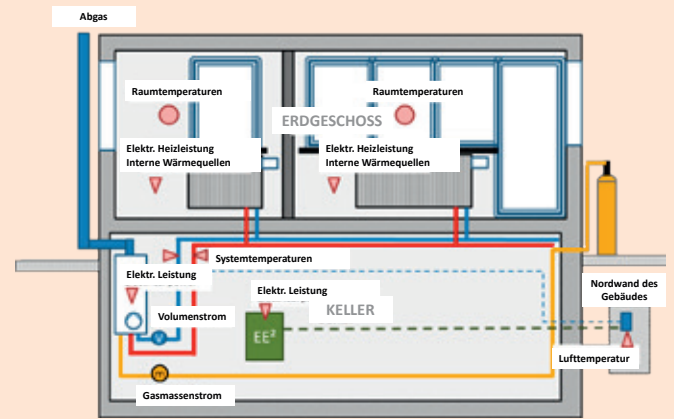 Abgas
Raumtemperaturen
Raumtemperaturen
ERDGESCHOSS
Elektr. Heizleistung
Interne Wärmequellen
Elektr. Heizleistung
Interne Wärmequellen
Systemtemperaturen
Elektr. Leistung
Nordwand des
Gebäudes
Elektr. Leistung
KELLER
Volumenstrom
V
EE²
Lufttemperatur
m
Gasmassenstrom